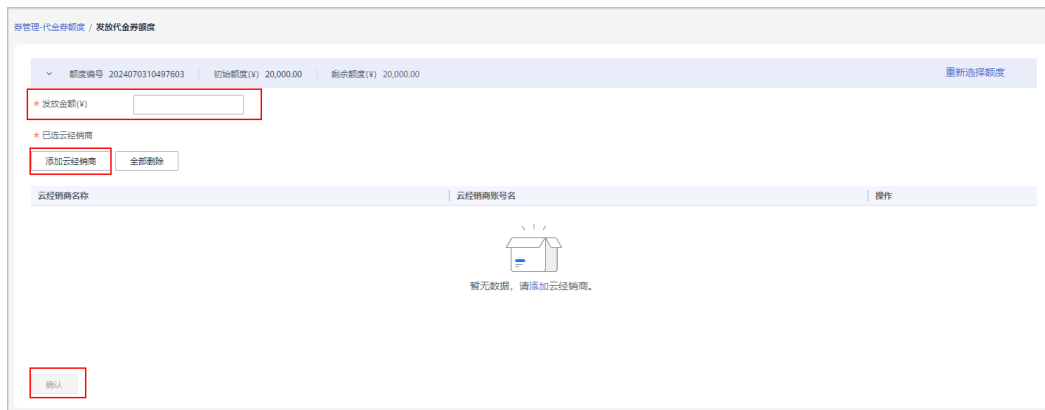 券管理-代金券额度 / 发放代金券额度
额度编号 2024070310497603 初始额度(¥) 20,000.00 剩余额度(¥) 20,000.00 重新选择额度
* 发放金额(¥)
* 已选云经销商
添加云经销商 全部删除
云经销商名称 云经销商账号名 操作
暂无数据，请添加云经销商。
确认